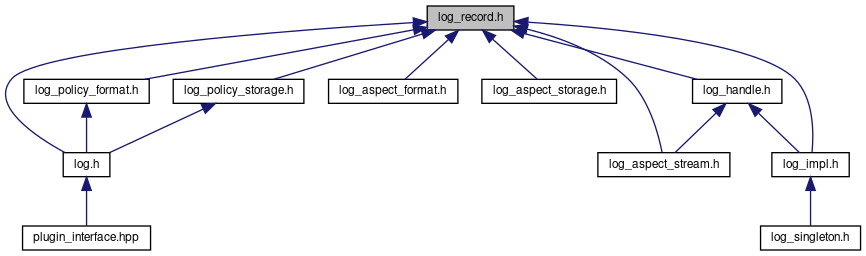 log_record.h
log_policy_format.h
log_policy_storage.h
log_aspect_format.h
log_aspect_storage.h
log_handle.h
log.h
log_aspect_stream.h
log_impl.h
plugin_interface.hpp
log_singleton.h